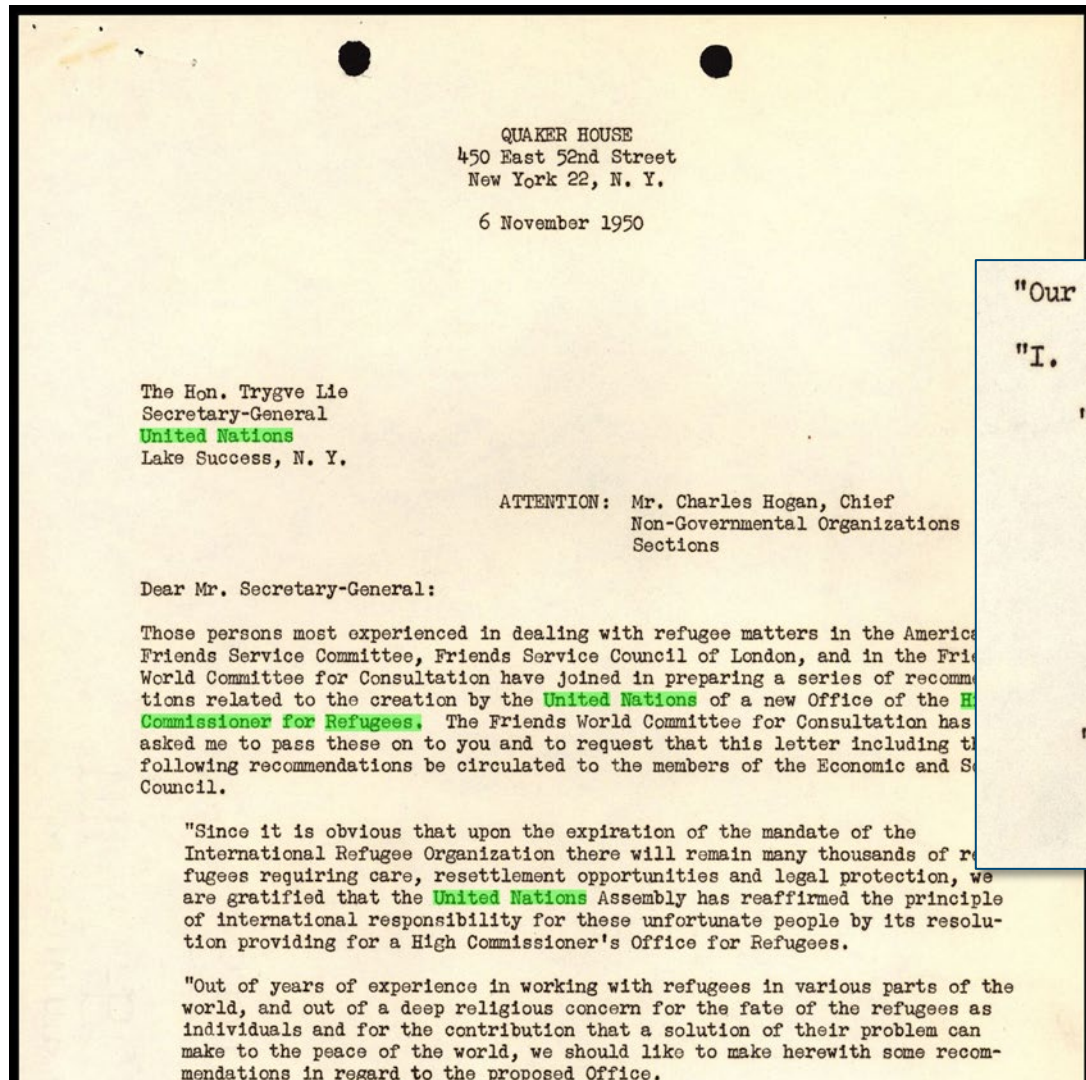 QUAKER HOUSE
450 East 52nd Street
New York 22, N. Y.
6 November 1950
The Hon. Trygve Lie
Secretary-General
United Nations
Lake Success, N. Y.
ATTENTION: Mr. Charles Hogan, Chief
Non-Governmental Organizations
Sections
Dear Mr. Secretary-General:
Those persons most experienced in dealing with refugee matters in the Americ
Friends Service Committee, Friends Service Council of London, and in the Frie
World Committee for Consultation have joined in preparing a series of recomme
tions related to the creation by the United Nations of a new Office of the Hi
Commissioner for Refugees. The Friends World Committee for Consultation has
asked me to pass these on to you and to request that this letter including th
following recommendations be circulated to the members of the Economic and So
Council.
"Since it is obvious that upon the expiration of the mandate of the
International Refugee Organization there will remain many thousands of re
fugees requiring care, resettlement opportunities and legal protection, we
are gratified that the United Nations Assembly has reaffirmed the principle
of international responsibility for these unfortunate people by its resolu-
tion providing for a High Commissioner's Office for Refugees.
"Out of years of experience in working with refugees in various parts of the
world, and out of a deep religious concern for the fate of the refugees as
individuals and for the contribution that a solution of their problem can
make to the peace of the world, we should like to make herewith some recom-
mendations in regard to the proposed Office.
"Our
"I.